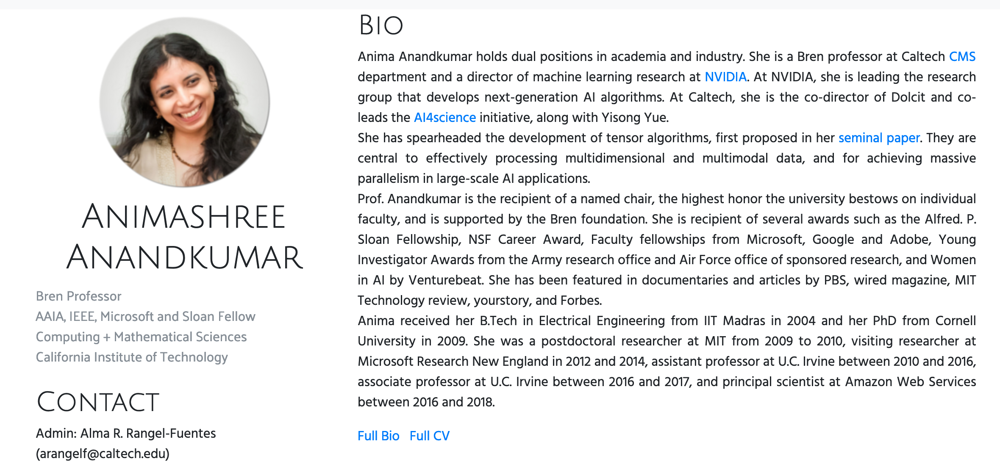 ANIMASHREE
ANANDKUMAR
Bren Professor
AAIA, IEEE, Microsoft and Sloan Fellow
Computing + Mathematical Sciences
California Institute of Technology
CONTACT
Admin: Alma R. Rangel-Fuentes
(arangelf@caltech.edu)
BIO
Anima Anandkumar holds dual positions in academia and industry. She is a Bren professor at Caltech CMS
department and a director of machine learning research at NVIDIA. At NVIDIA, she is leading the research
group that develops next-generation AI algorithms. At Caltech, she is the co-director of Dolcit and co-
leads the AI4science initiative, along with Yisong Yue.
She has spearheaded the development of tensor algorithms, first proposed in her seminal paper. They are
central to effectively processing multidimensional and multimodal data, and for achieving massive
parallelism in large-scale AI applications.
Prof. Anandkumar is the recipient of a named chair, the highest honor the university bestows on individual
faculty, and is supported by the Bren foundation. She is recipient of several awards such as the Alfred. P.
Sloan Fellowship, NSF Career Award, Faculty fellowships from Microsoft, Google and Adobe, Young
Investigator Awards from the Army research office and Air Force office of sponsored research, and Women
in AI by Venturebeat. She has been featured in documentaries and articles by PBS, wired magazine, MIT
Technology review, yourstory, and Forbes.
Anima received her B.Tech in Electrical Engineering from IIT Madras in 2004 and her PhD from Cornell
University in 2009. She was a postdoctoral researcher at MIT from 2009 to 2010, visiting researcher at
Microsoft Research New England in 2012 and 2014, assistant professor at U.C. Irvine between 2010 and 2016,
associate professor at U.C. Irvine between 2016 and 2017, and principal scientist at Amazon Web Services
between 2016 and 2018.
Full Bio Full CV